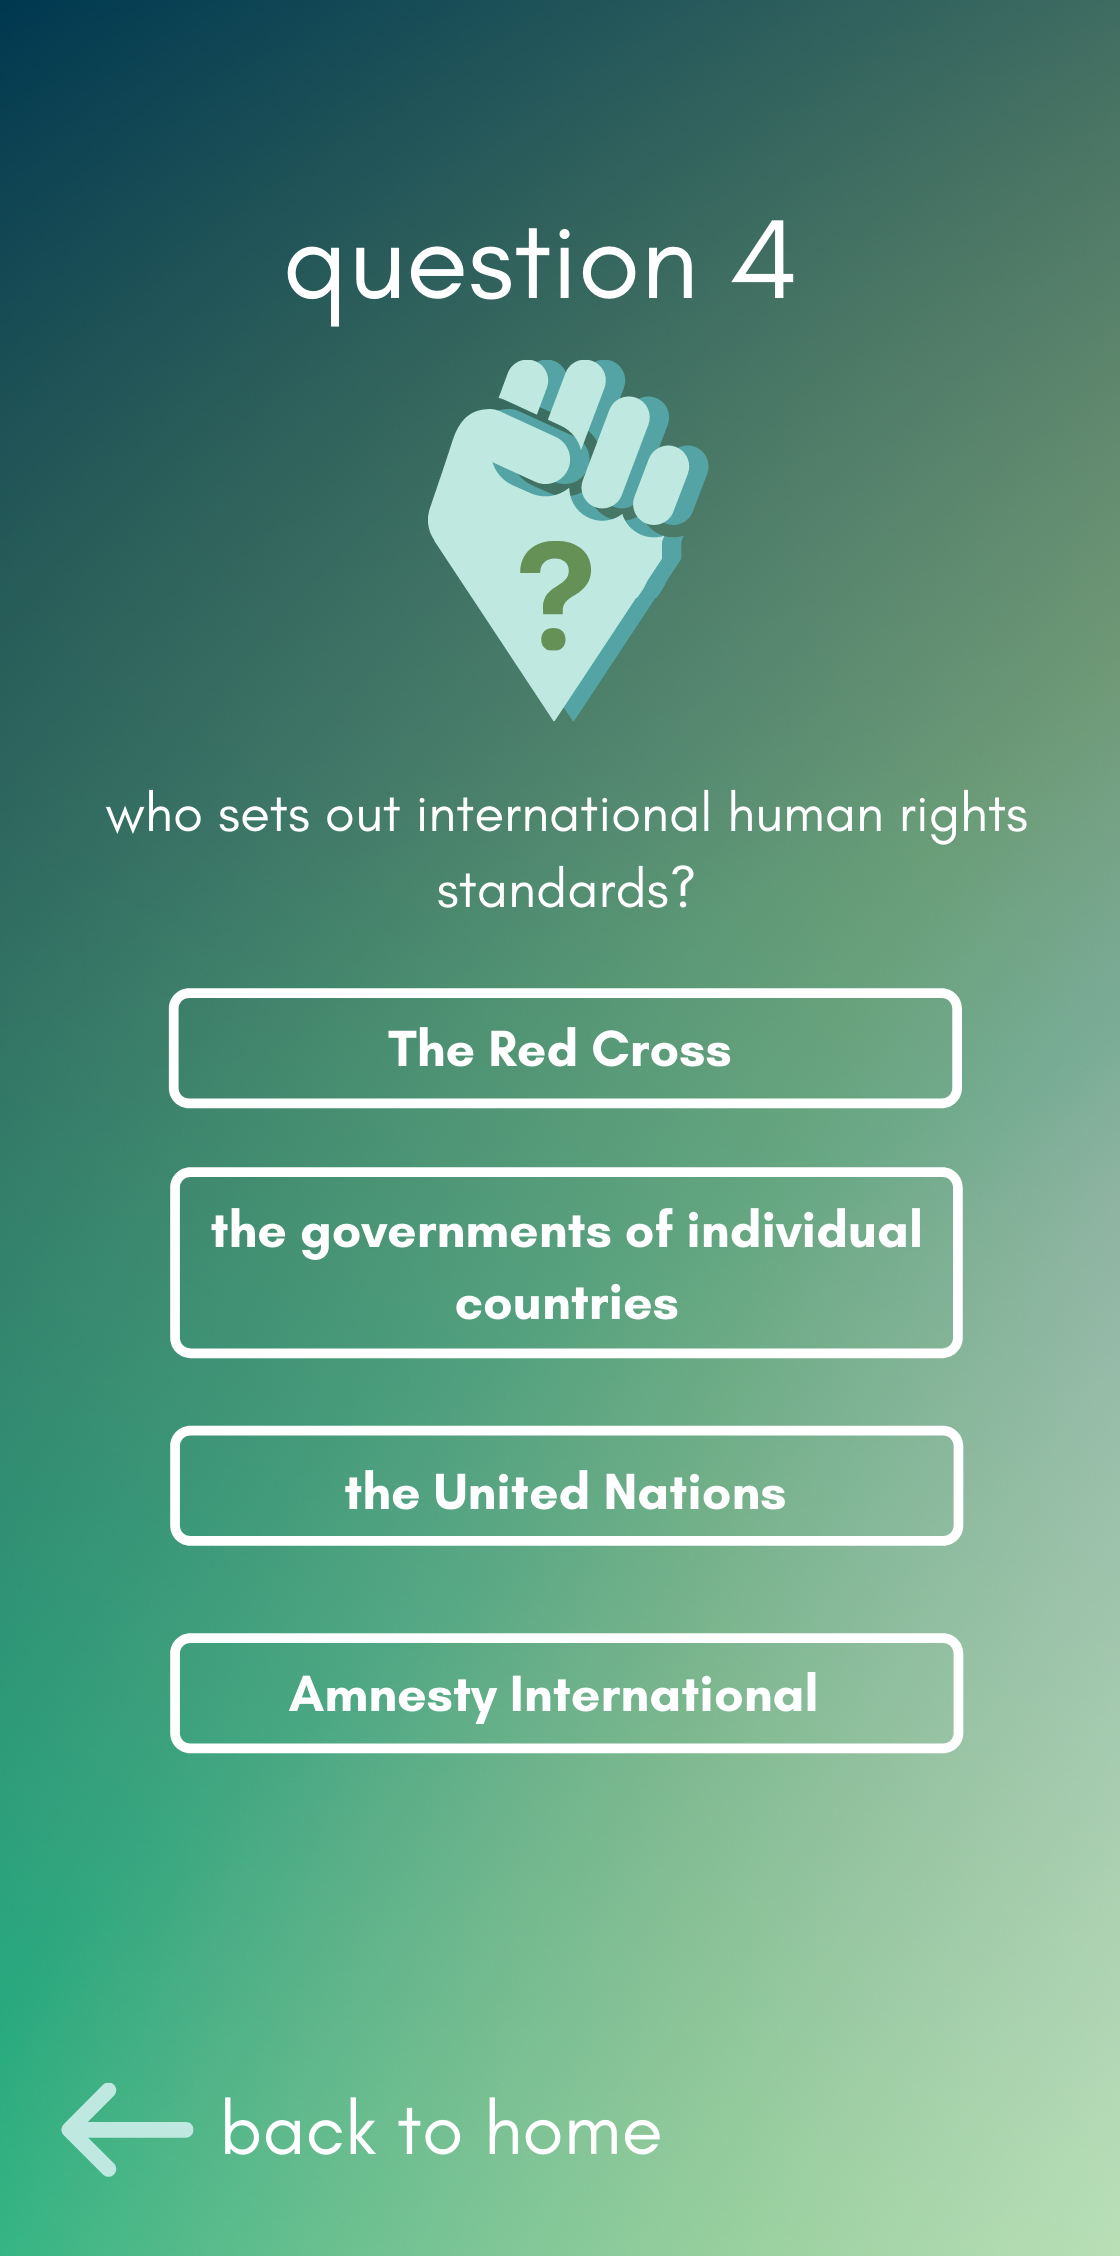 question 4
?
who sets out international human rights
standards?
The Red Cross
the governments of individual
countries
the United Nations
Amnesty International
back to home